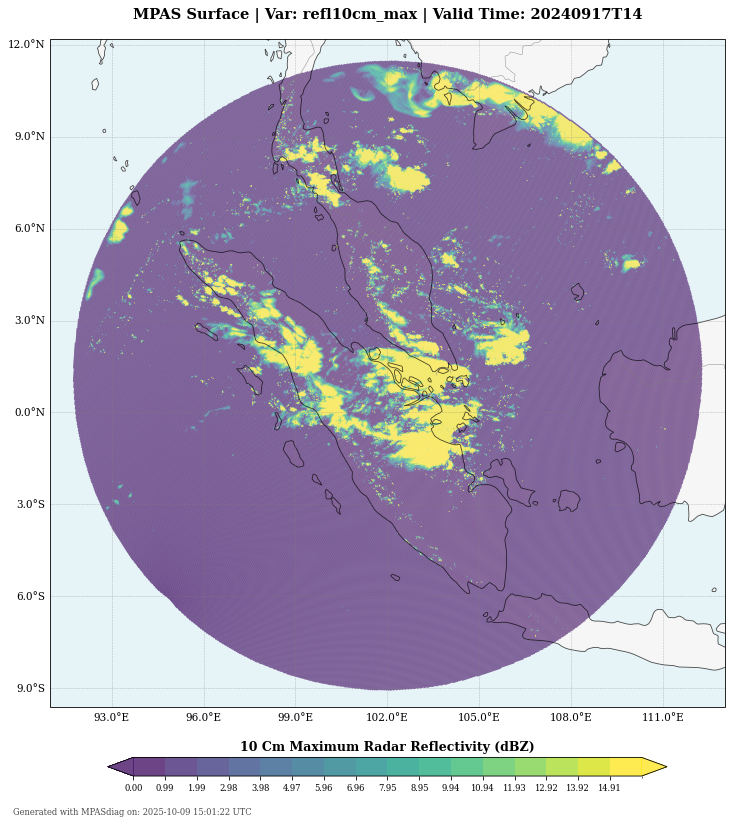 MPAS Surface | Var: refl10cm_max | Valid Time: 20240917T14
12.0°N
9.0°N
6.0°N
3.0°N
0.0°N
3.0°S
6.0°S
9.0°S
93.0°E 96.0°E 99.0°E 102.0°E 105.0°E 108.0°E 111.0°E
10 Cm Maximum Radar Reflectivity (dBZ)
0.00 0.99 1.99 2.98 3.98 4.97 5.96 6.96 7.95 8.95 9.94 10.94 11.93 12.92 13.92 14.91
Generated with MPASdiag on: 2025-10-09 15:01:22 UTC